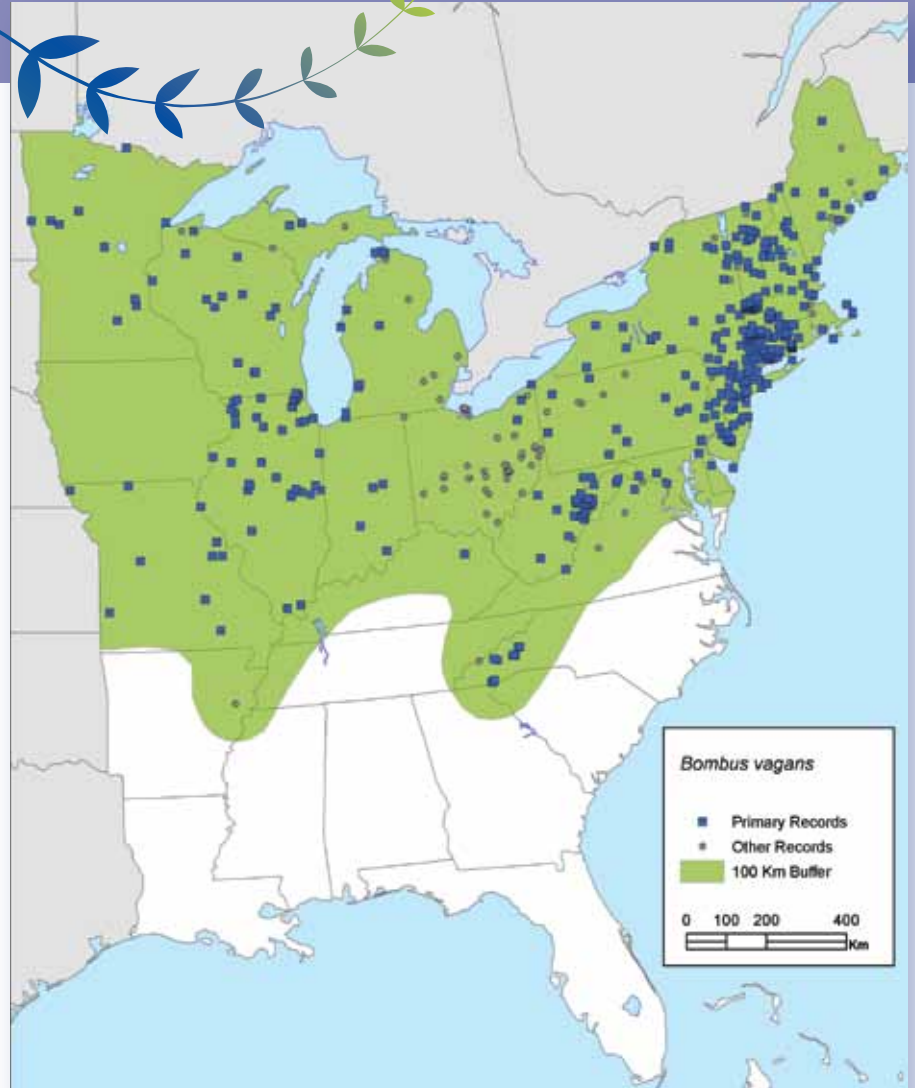 Bombus vagans
Primary Records
Other Records
100 Km Buffer
0 100 200 400
Km